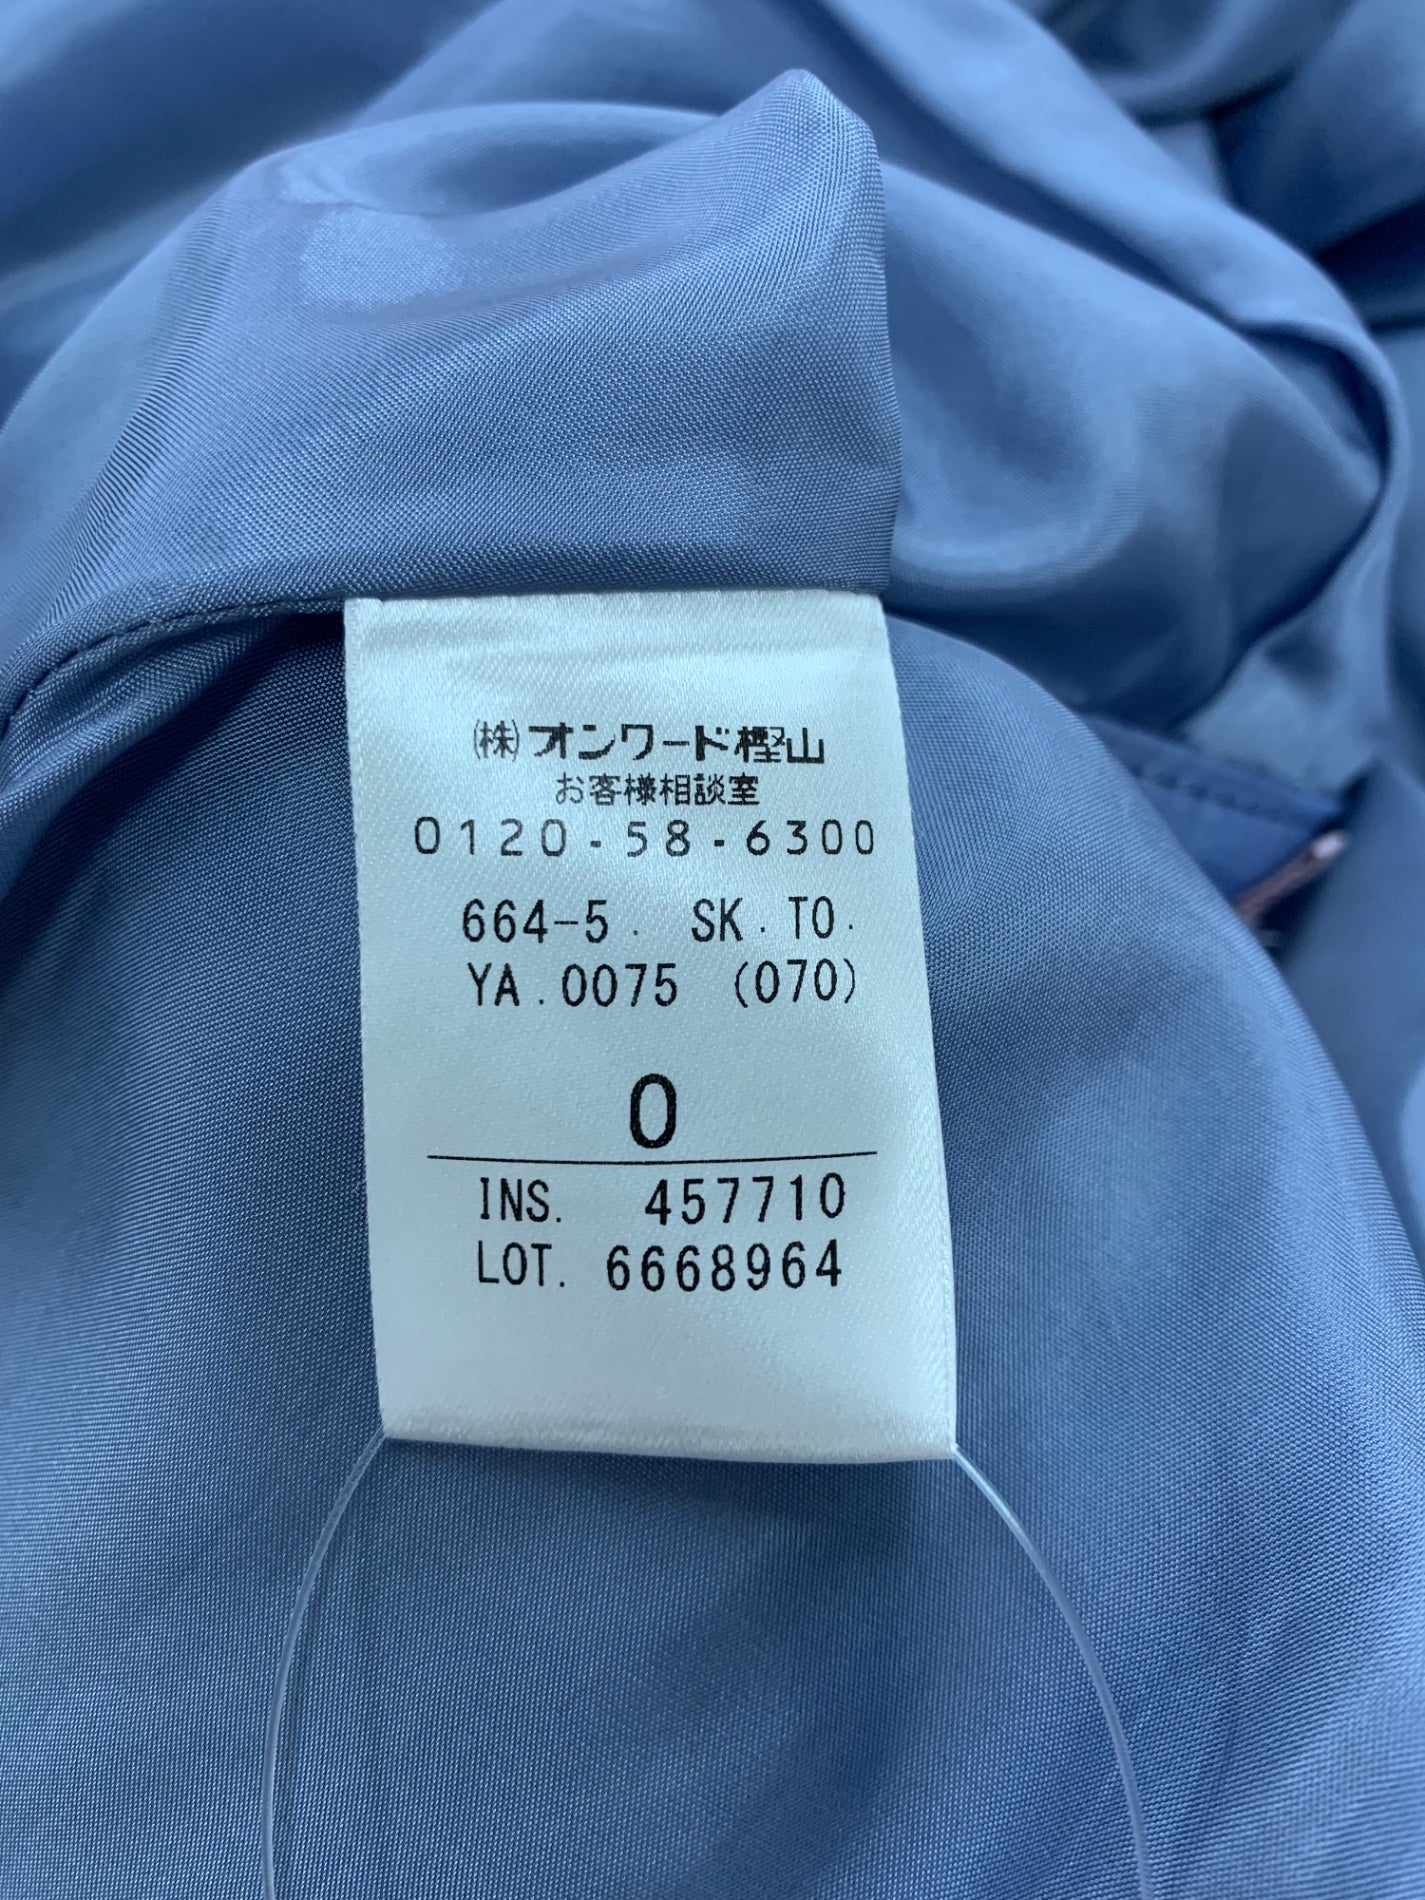 (株)オンワード樫山
お客様相談室
0120-58-6300
664-5. SK.TO.
YA.0075 (070)
0
INS. 457710
LOT. 6668964